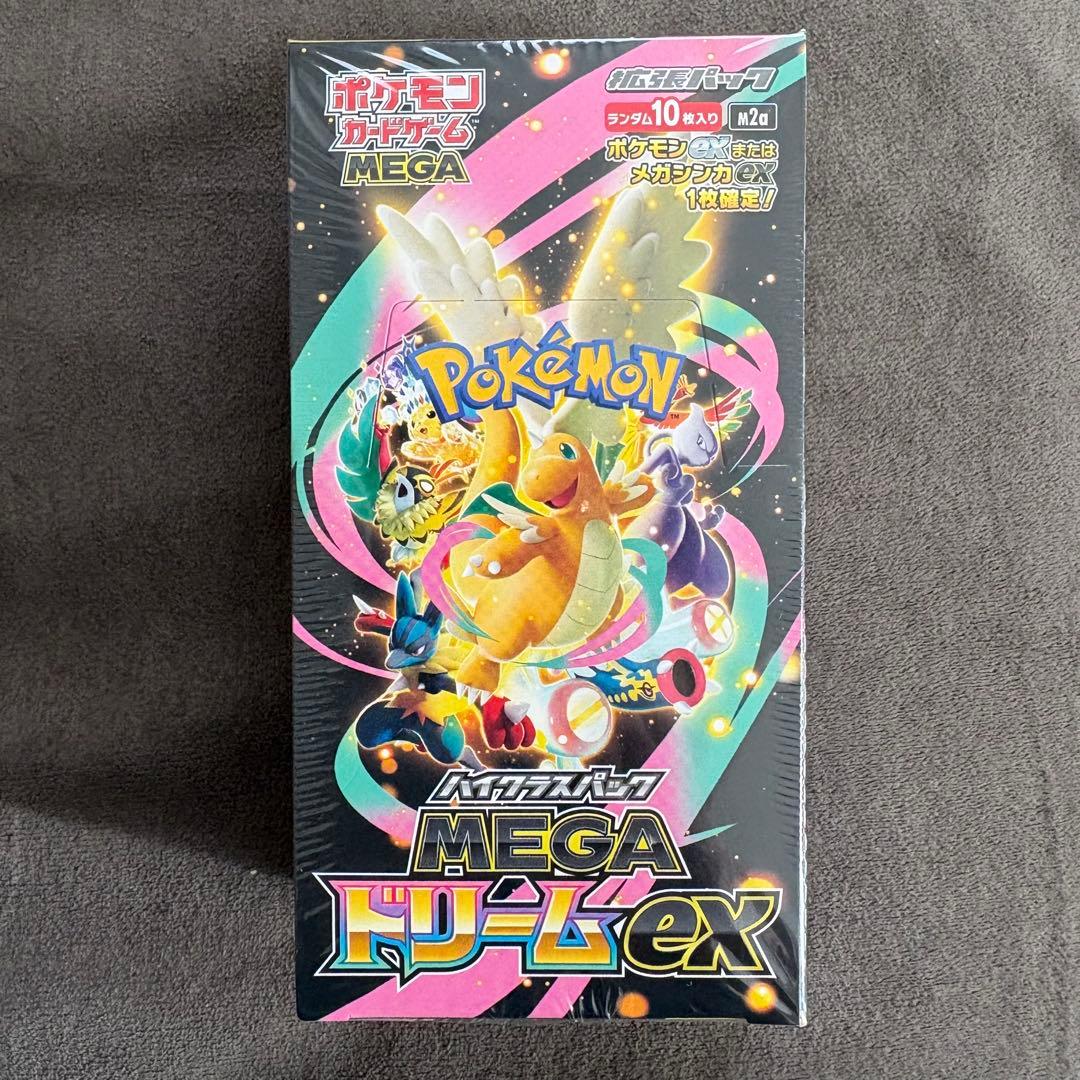 ポケモン
カードゲーム™
MEGA
拡張パック
ランダム10枚入り M2a
ポケモンexまたは
メガシンカex
1枚確定!
POKÉMON™
ハイクラスパック
MEGA
ドリームex